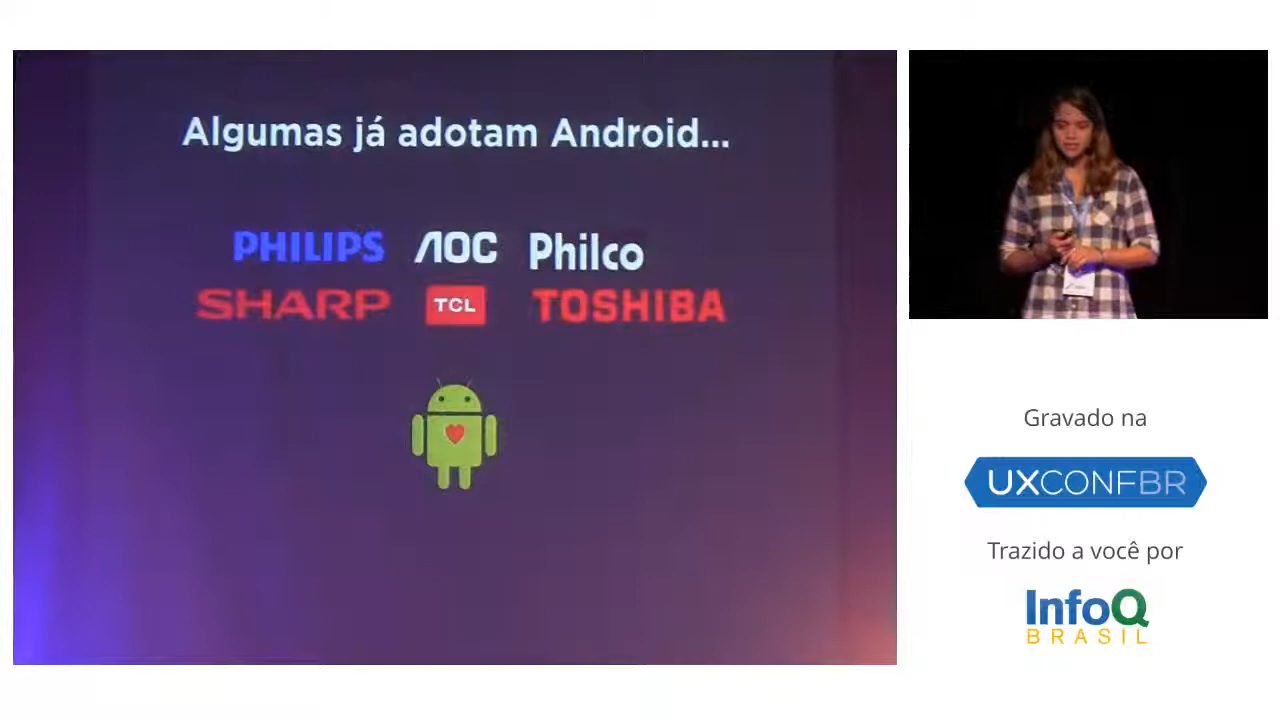 Algumas já adotam Android...
PHILIPS AOC Philco
SHARP TCL TOSHIBA
Gravado na
UXCONFBR
Trazido a você por
InfoQ
BRASIL